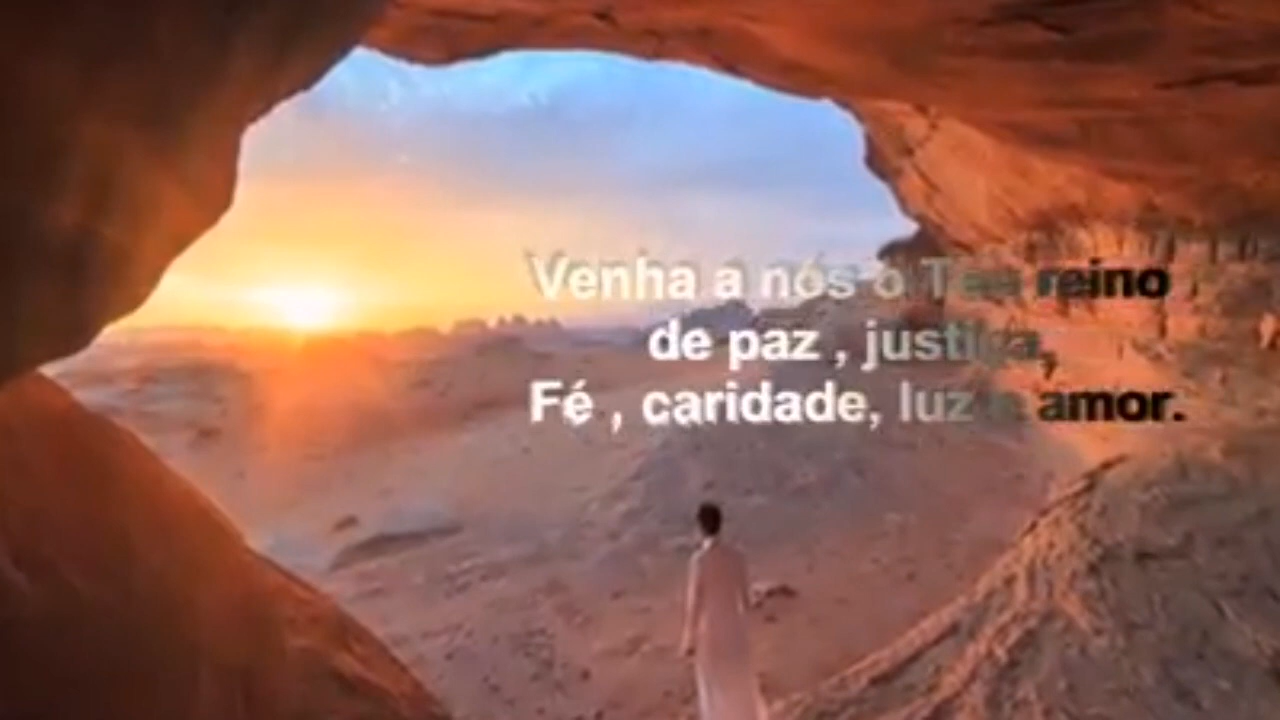 Venha a nós o Teu reino
de paz , justiça,
Fé , caridade, luz e amor.